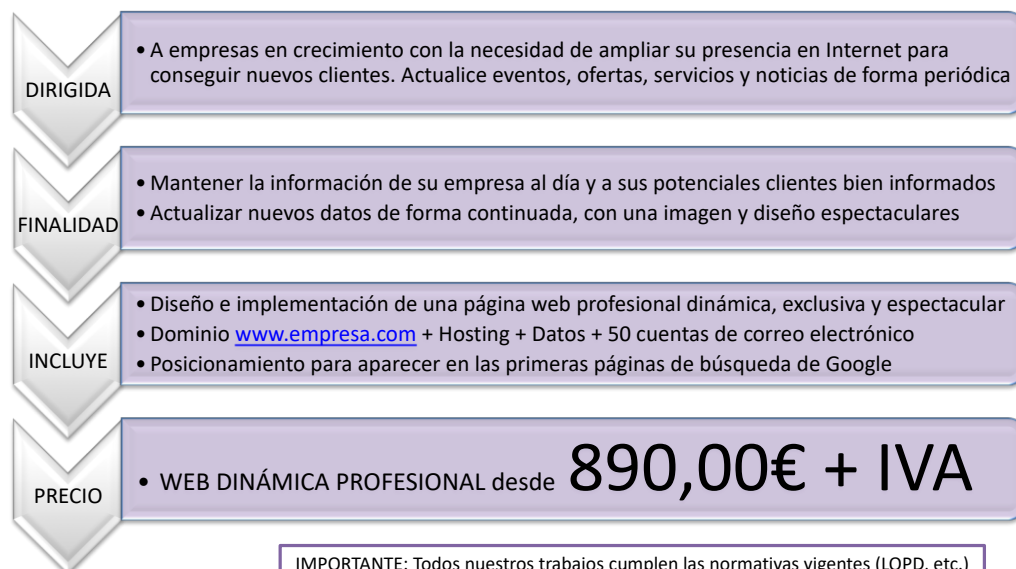 DIRIGIDA
• A empresas en crecimiento con la necesidad de ampliar su presencia en Internet para
conseguir nuevos clientes. Actualice eventos, ofertas, servicios y noticias de forma periódica
FINALIDAD
• Mantener la información de su empresa al día y a sus potenciales clientes bien informados
• Actualizar nuevos datos de forma continuada, con una imagen y diseño espectaculares
INCLUYE
• Diseño e implementación de una página web profesional dinámica, exclusiva y espectacular
• Dominio www.empresa.com + Hosting + Datos + 50 cuentas de correo electrónico
• Posicionamiento para aparecer en las primeras páginas de búsqueda de Google
PRECIO
• WEB DINÁMICA PROFESIONAL desde 890,00€ + IVA
IMPORTANTE: Todos nuestros trabajos cumplen las normativas vigentes (LOPD, etc.)